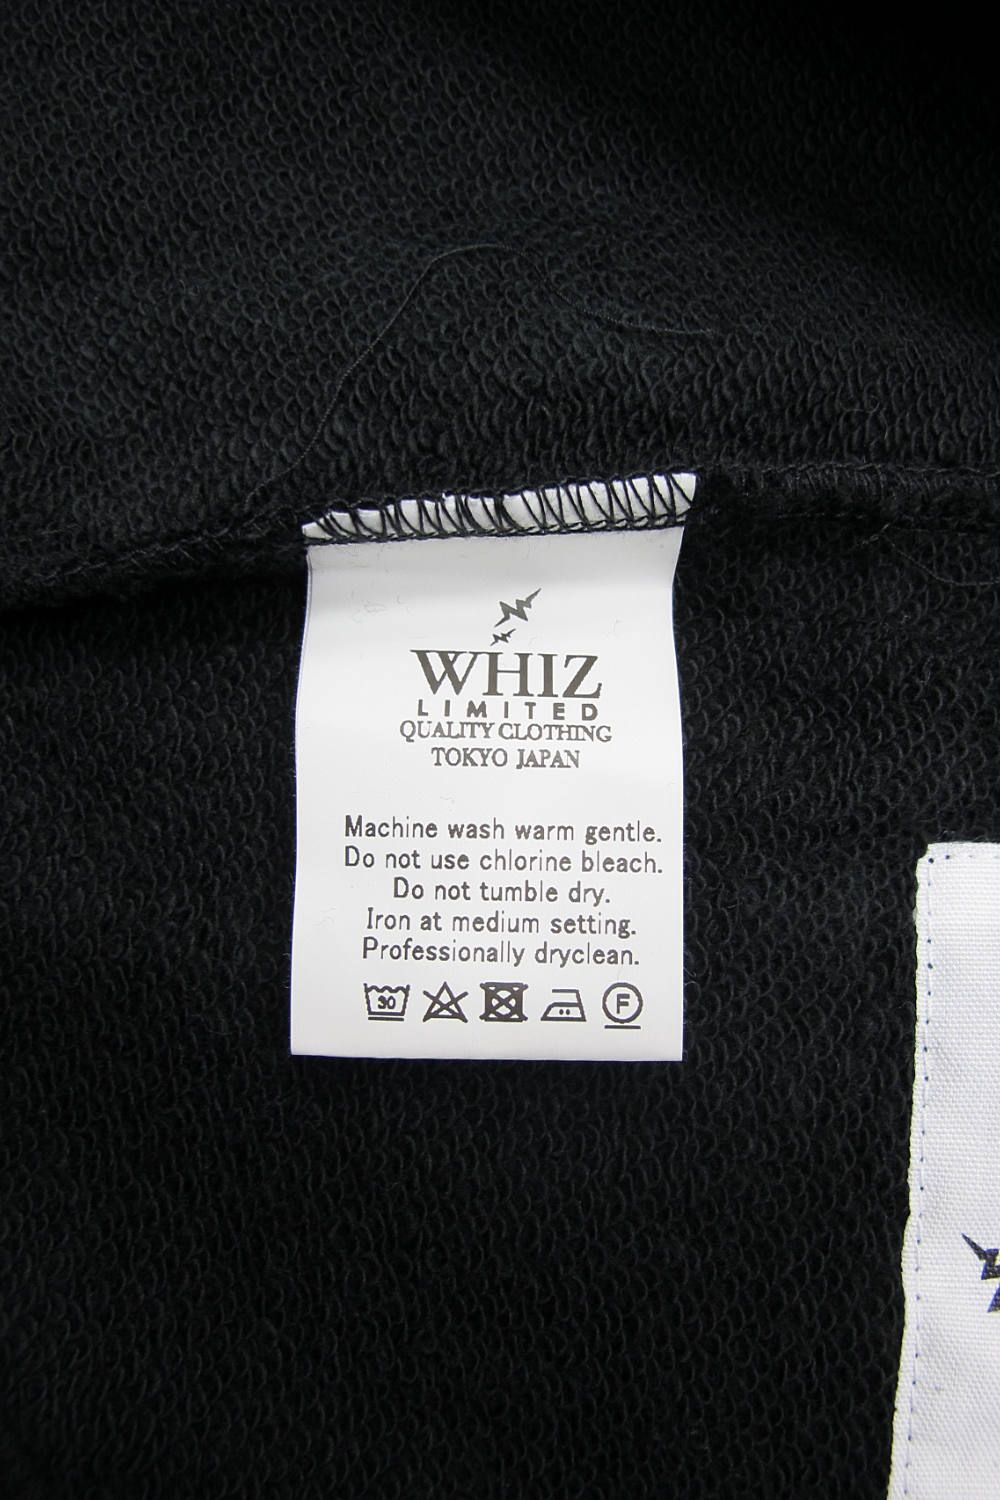 WHIZ
LIMITED
QUALITY CLOTHING
TOKYO JAPAN
Machine wash warm gentle.
Do not use chlorine bleach.
Do not tumble dry.
Iron at medium setting.
Professionally dryclean.
30 F